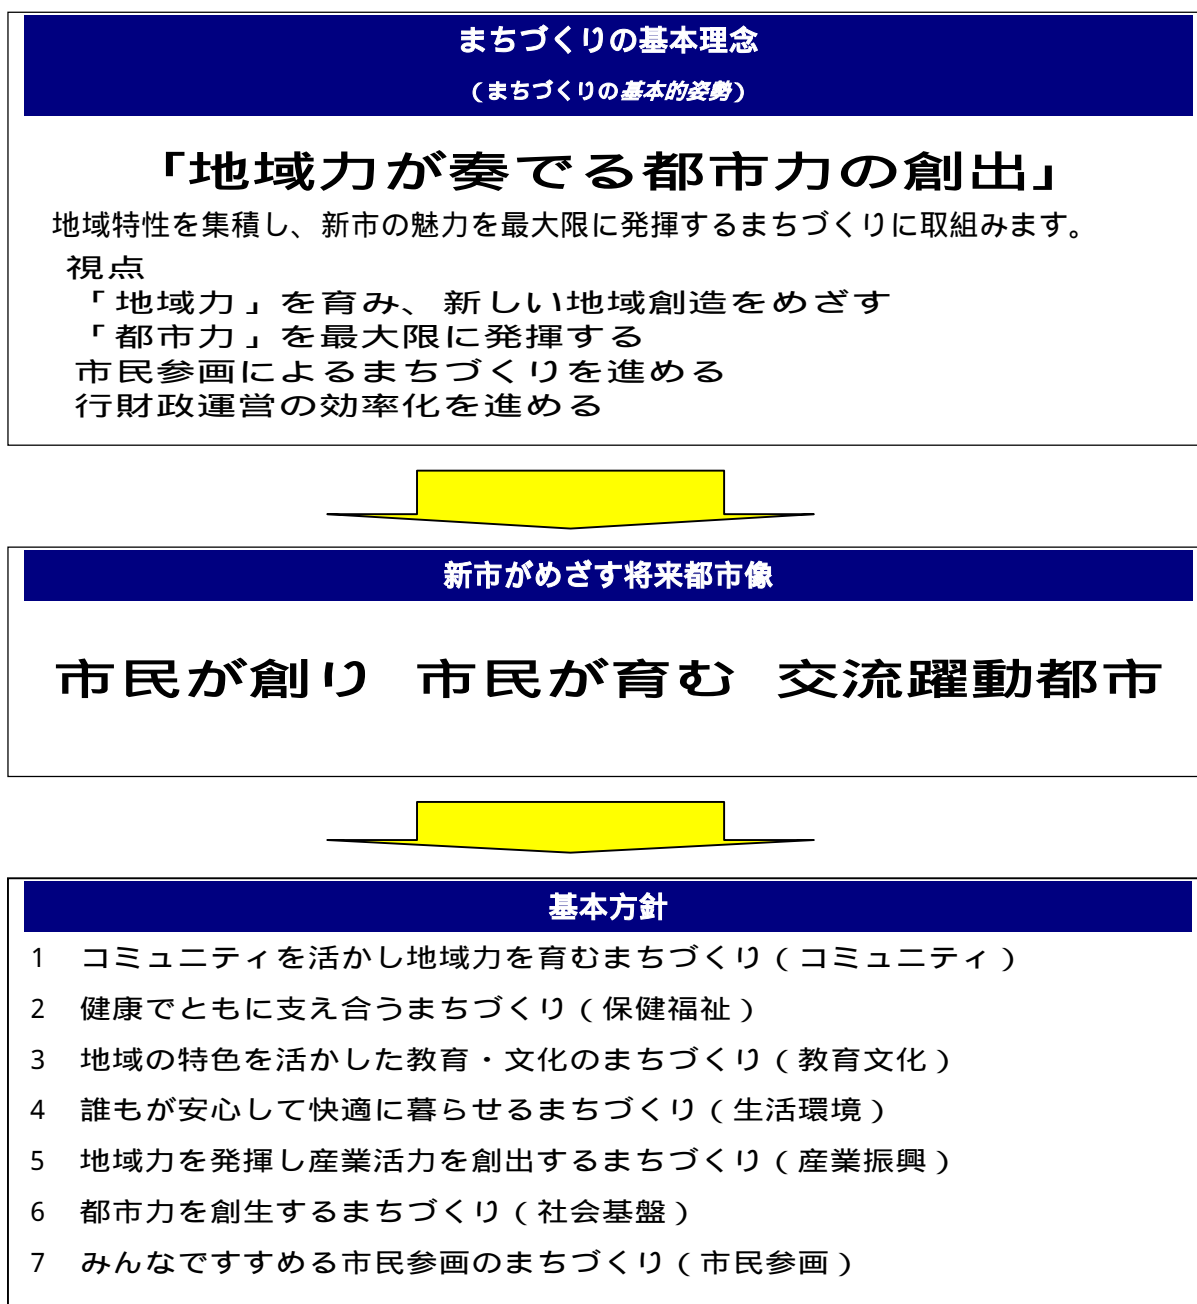 まちづくりの基本理念
（まちづくりの基本的姿勢）
「地域力が奏でる都市力の創出」
地域特性を集積し、新市の魅力を最大限に発揮するまちづくりに取組みます。
視点
「地域力」を育み、新しい地域創造をめざす
「都市力」を最大限に発揮する
市民参画によるまちづくりを進める
行財政運営の効率化を進める
新市がめざす将来都市像
市民が創り 市民が育む 交流躍動都市
基本方針
1 コミュニティを活かし地域力を育むまちづくり（コミュニティ）
2 健康でともに支え合うまちづくり（保健福祉）
3 地域の特色を活かした教育・文化のまちづくり（教育文化）
4 誰もが安心して快適に暮らせるまちづくり（生活環境）
5 地域力を発揮し産業活力を創出するまちづくり（産業振興）
6 都市力を創生するまちづくり（社会基盤）
7 みんなですすめる市民参画のまちづくり（市民参画）